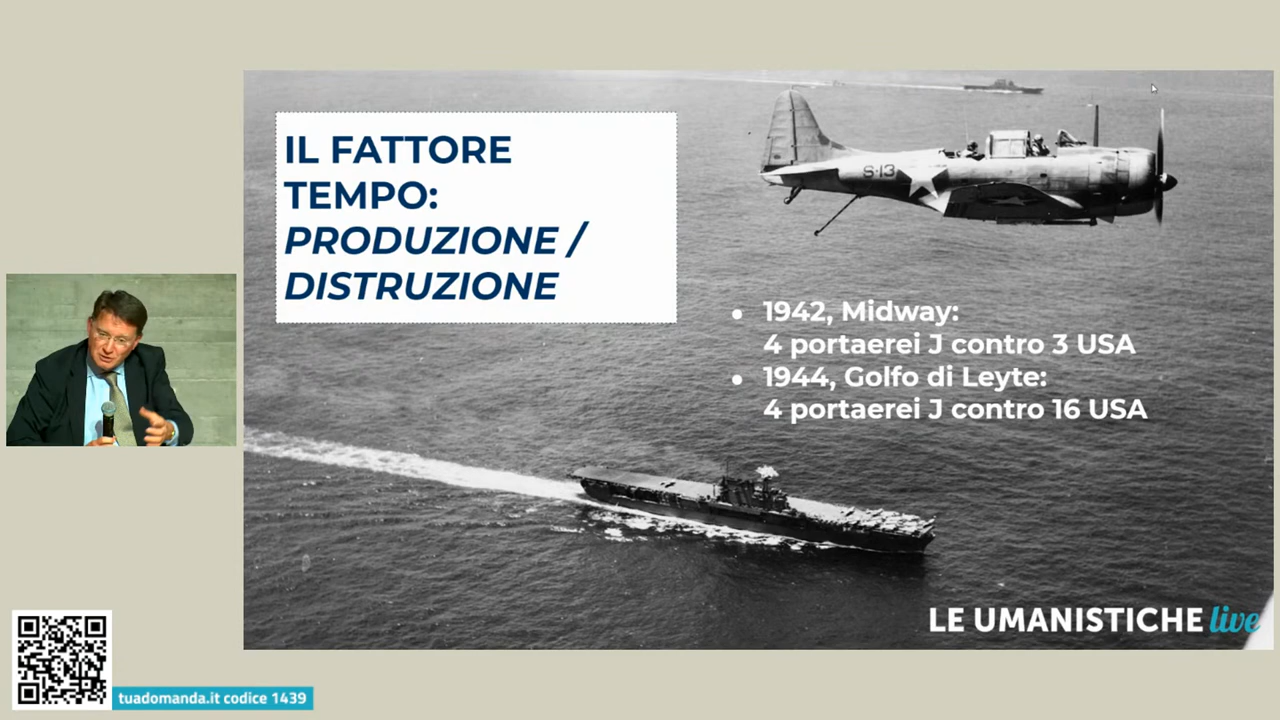 IL FATTORE
TEMPO:
PRODUZIONE /
DISTRUZIONE
S-13
• 1942, Midway:
4 portaerei J contro 3 USA
• 1944, Golfo di Leyte:
4 portaerei J contro 16 USA
LE UMANISTICHE live
tuadomanda.it codice 1439